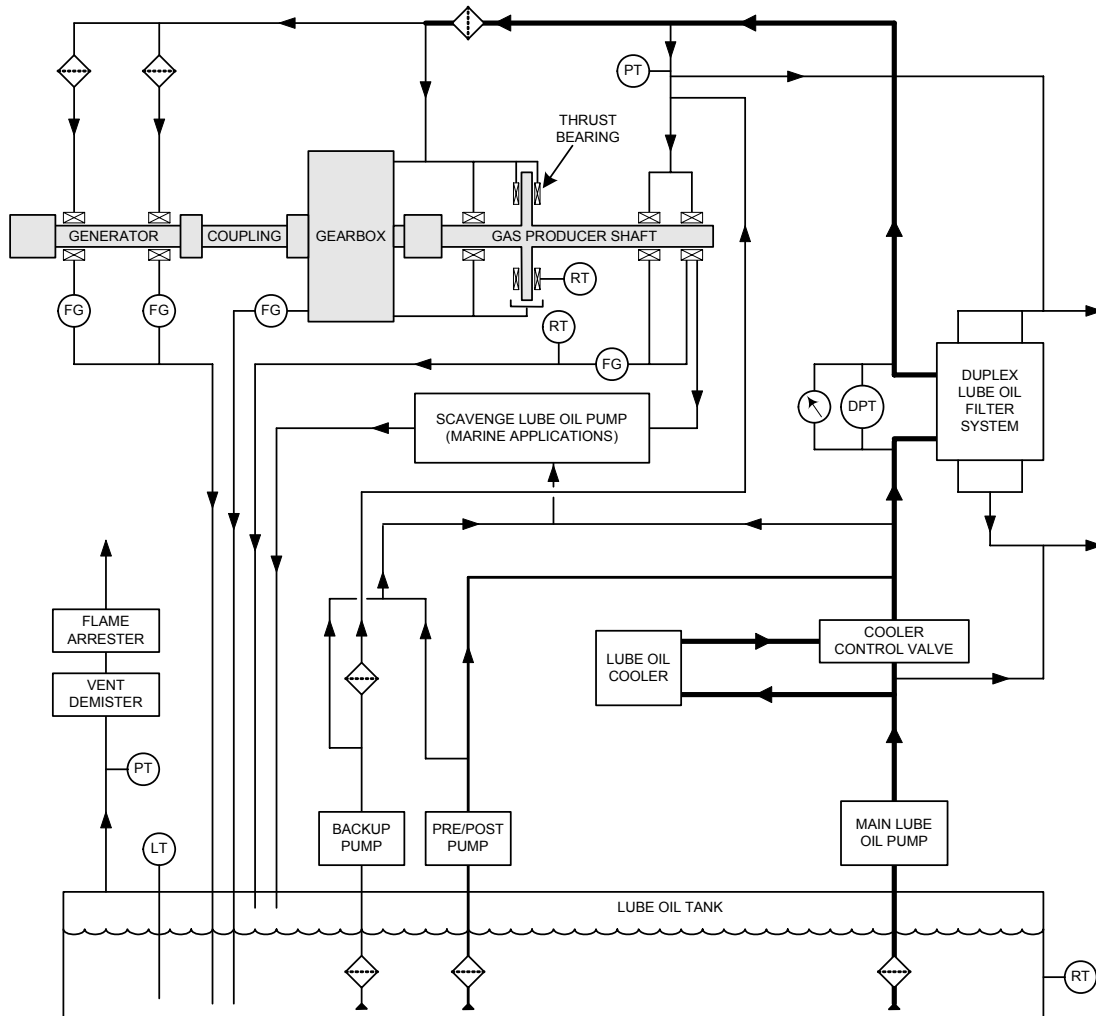 PT
THRUST
BEARING
GENERATOR
COUPLING
GEARBOX
GAS PRODUCER SHAFT
RT
FG
FG
FG
RT
FG
DUPLEX
LUBE OIL
FILTER
SYSTEM
DPT
SCAVENGE LUBE OIL PUMP
(MARINE APPLICATIONS)
FLAME
ARRESTER
LUBE OIL
COOLER
COOLER
CONTROL VALVE
VENT
DEMISTER
PT
BACKUP
PUMP
PRE/POST
PUMP
MAIN LUBE
OIL PUMP
LT
LUBE OIL TANK
RT